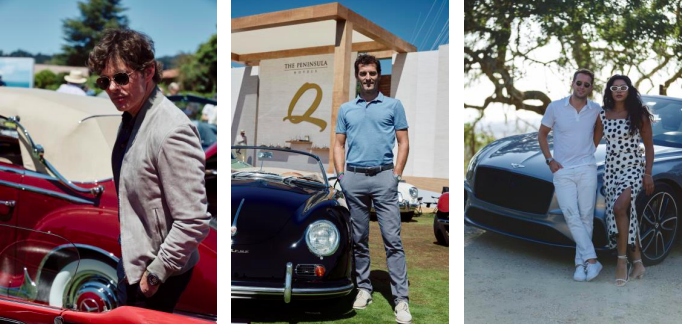 THE PENINSULA
HOTELS
Q